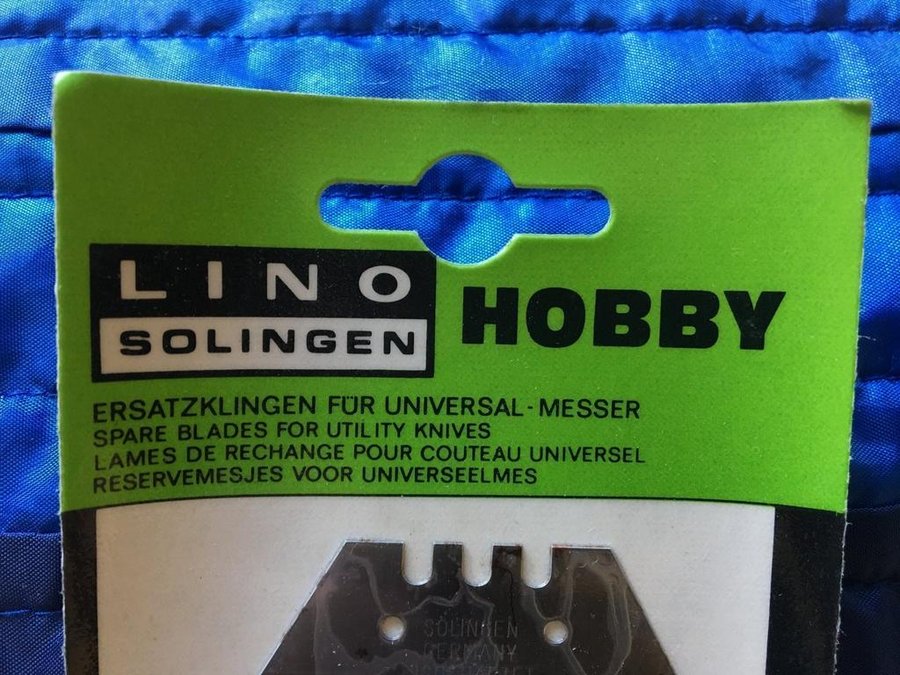 LINO
SOLINGEN
HOBBY
ERSATZKLINGEN FÜR UNIVERSAL-MESSER
SPARE BLADES FOR UTILITY KNIVES
LAMES DE RECHANGE POUR COUTEAU UNIVERSEL
RESERVEMESJES VOOR UNIVERSEELMES
SOLINGEN
GERMANY